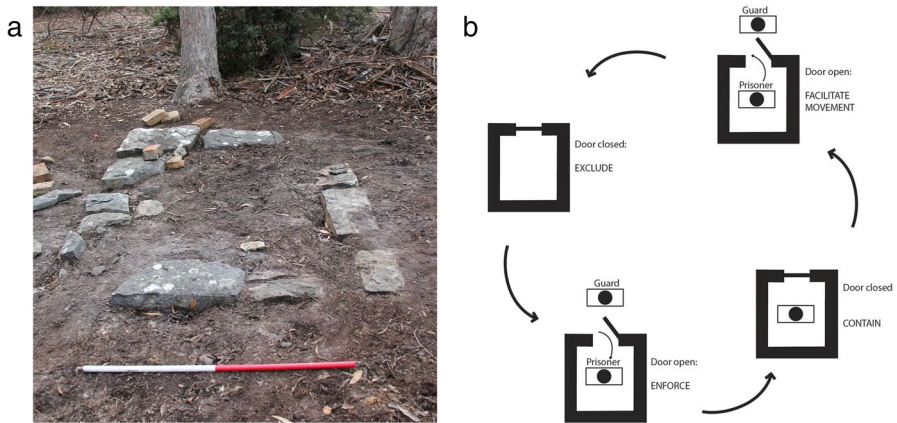 a
b
Guard
Prisoner
Door open:
FACILITATE
MOVEMENT
Door closed:
EXCLUDE
Guard
Prisoner
Door open:
ENFORCE
Door closed
CONTAIN